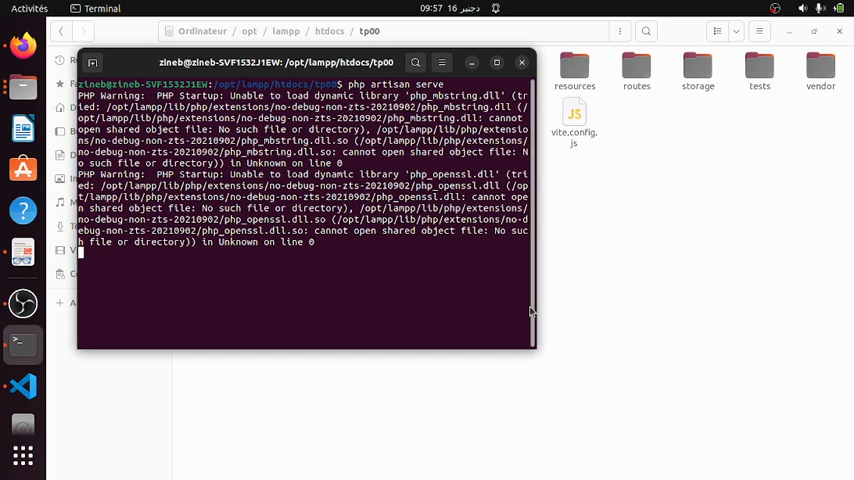 Activités
Terminal
09:57 16 دجنبر
Ordinateur / opt / lampp / htdocs / tp00
zineb@zineb-SVF1532J1EW: /opt/lampp/htdocs/tp00
zineb@zineb-SVF1532J1EW:/opt/lampp/htdocs/tp00$ php artisan serve
PHP Warning:  PHP Startup: Unable to load dynamic library 'php_mbstring.dll' (tr
ied: /opt/lampp/lib/php/extensions/no-debug-non-zts-20210902/php_mbstring.dll (/
opt/lampp/lib/php/extensions/no-debug-non-zts-20210902/php_mbstring.dll: cannot
open shared object file: No such file or directory), /opt/lampp/lib/php/extensio
ns/no-debug-non-zts-20210902/php_mbstring.dll.so (/opt/lampp/lib/php/extensions/
no-debug-non-zts-20210902/php_mbstring.dll.so: cannot open shared object file: N
o such file or directory)) in Unknown on line 0
PHP Warning:  PHP Startup: Unable to load dynamic library 'php_openssl.dll' (tri
ed: /opt/lampp/lib/php/extensions/no-debug-non-zts-20210902/php_openssl.dll (/op
t/lampp/lib/php/extensions/no-debug-non-zts-20210902/php_openssl.dll: cannot ope
n shared object file: No such file or directory), /opt/lampp/lib/php/extensions/
no-debug-non-zts-20210902/php_openssl.dll.so (/opt/lampp/lib/php/extensions/no-d
ebug-non-zts-20210902/php_openssl.dll.so: cannot open shared object file: No suc
h file or directory)) in Unknown on line 0
resources
routes
storage
tests
vendor
vite.config.
js
JS